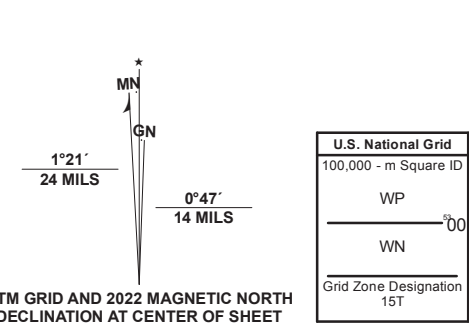 ★
MN
GN
1°21´
24 MILS
0°47´
14 MILS
TM GRID AND 2022 MAGNETIC NORTH
DECLINATION AT CENTER OF SHEET
U.S. National Grid
100,000 - m Square ID
WP
5300
WN
Grid Zone Designation
15T